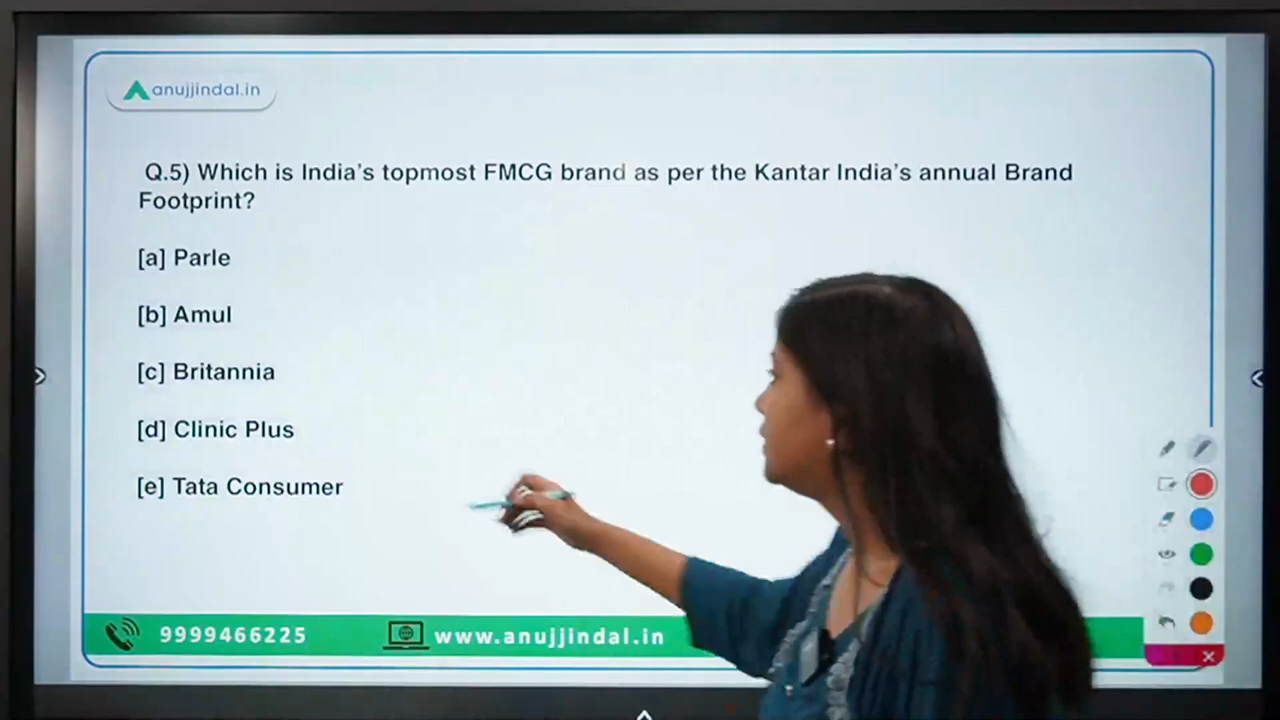 anujjindal.in
Q.5) Which is India's topmost FMCG brand as per the Kantar India's annual Brand
Footprint?
[a] Parle
[b] Amul
[c] Britannia
[d] Clinic Plus
[e] Tata Consumer
9999466225
www.anujjindal.in